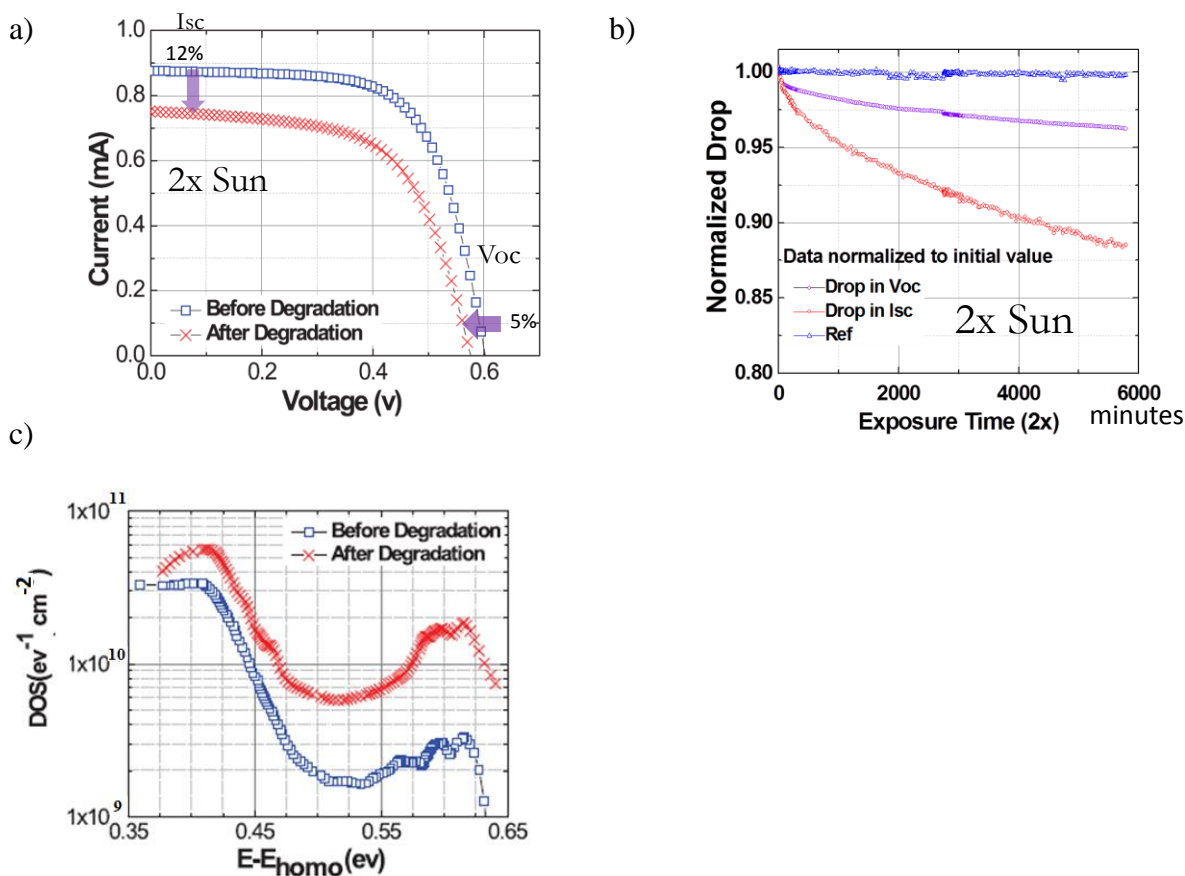 a)
Isc
12%
1.0
0.8
0.6
0.4
0.2
0.0
Current (mA)
2x Sun
Voc
5%
Before Degradation
After Degradation
0.0 0.2 0.4 0.6
Voltage (v)
b)
1.00
0.95
0.90
0.85
0.80
Normalized Drop
Data normalized to initial value
Drop in Voc
Drop in Isc
Ref
2x Sun
0 2000 4000 6000
minutes
Exposure Time (2x)
c)
1x10^11
1x10^10
1x10^9
DOS(ev^-1 cm^-2)
Before Degradation
After Degradation
0.35 0.45 0.55 0.65
E-E_homo(ev)